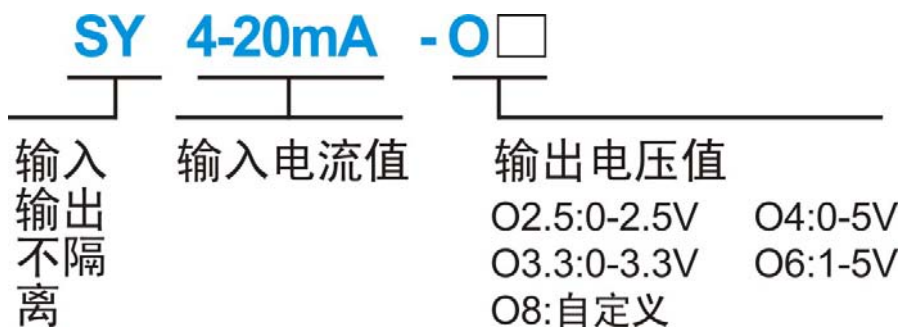 SY 4-20mA -O□
输入 输入电流值 输出电压值
输出 O2.5:0-2.5V O4:0-5V
不隔 O3.3:0-3.3V O6:1-5V
离 O8:自定义